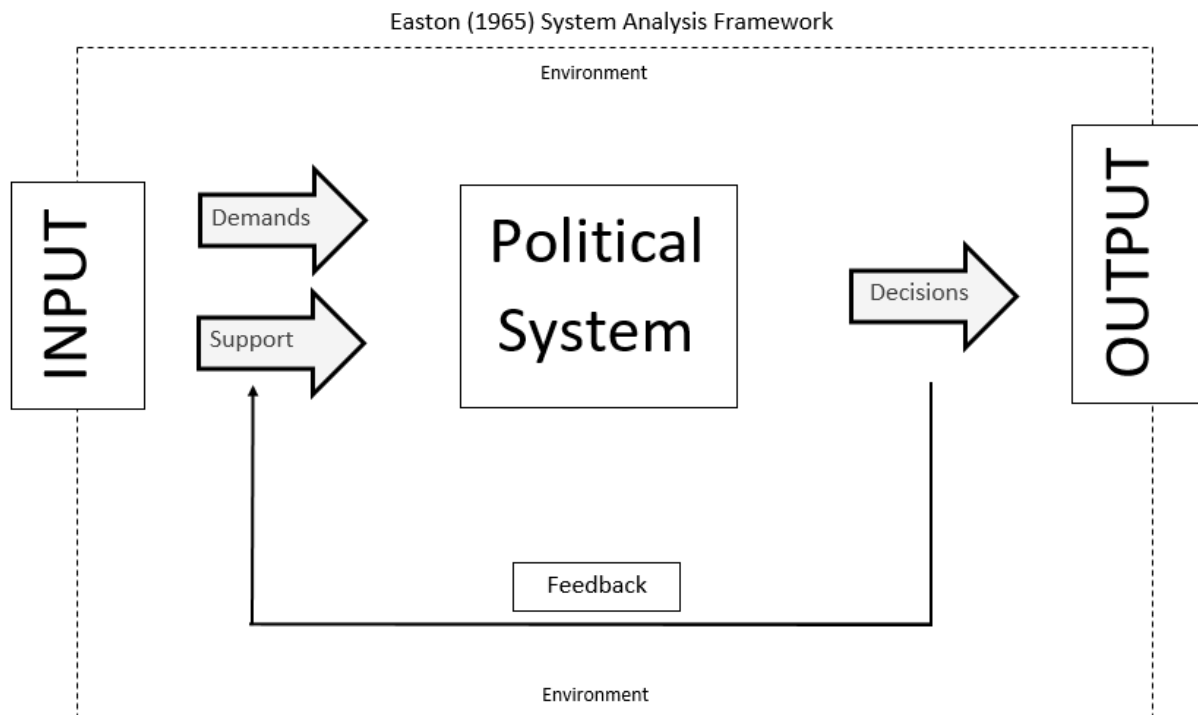 Easton (1965) System Analysis Framework
Environment
INPUT
Demands
Support
Political
System
Decisions
OUTPUT
Feedback
Environment